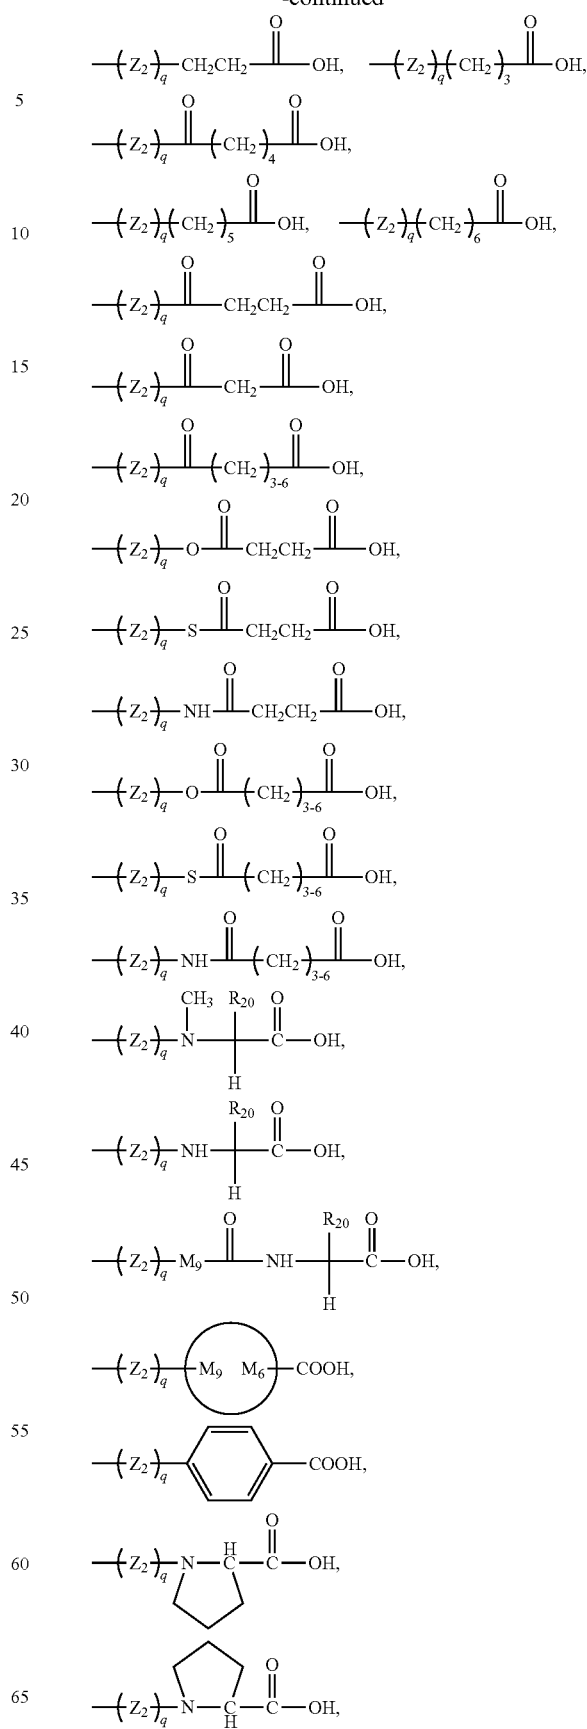 -continued
—(Z₂)q CH₂CH₂—C(=O)—OH, —(Z₂)q(CH₂)₃—C(=O)—OH,
5
—(Z₂)q—C(=O)—(CH₂)₄—C(=O)—OH,
10 —(Z₂)q(CH₂)₅—C(=O)—OH, —(Z₂)q(CH₂)₆—C(=O)—OH,
—(Z₂)q—C(=O)—CH₂CH₂—C(=O)—OH,
15 —(Z₂)q—C(=O)—CH₂—C(=O)—OH,
—(Z₂)q—C(=O)—(CH₂)₃₋₆—C(=O)—OH,
20
—(Z₂)q—O—C(=O)—CH₂CH₂—C(=O)—OH,
25 —(Z₂)q—S—C(=O)—CH₂CH₂—C(=O)—OH,
—(Z₂)q—NH—C(=O)—CH₂CH₂—C(=O)—OH,
30
—(Z₂)q—O—C(=O)—(CH₂)₃₋₆—C(=O)—OH,
—(Z₂)q—S—C(=O)—(CH₂)₃₋₆—C(=O)—OH,
35
—(Z₂)q—NH—C(=O)—(CH₂)₃₋₆—C(=O)—OH,
CH₃ R₂₀ O
40 —(Z₂)q—N—C—OH,
H
R₂₀ O
45 —(Z₂)q—NH—C—OH,
H
O R₂₀ O
—(Z₂)q—M₉—NH—C—OH,
50 H
—(Z₂)q—M₉ M₆—COOH,
55
—(Z₂)q—COOH,
H O
60 —(Z₂)q—N—C—C—OH,
O
65 —(Z₂)q—N—C—C—OH,
H